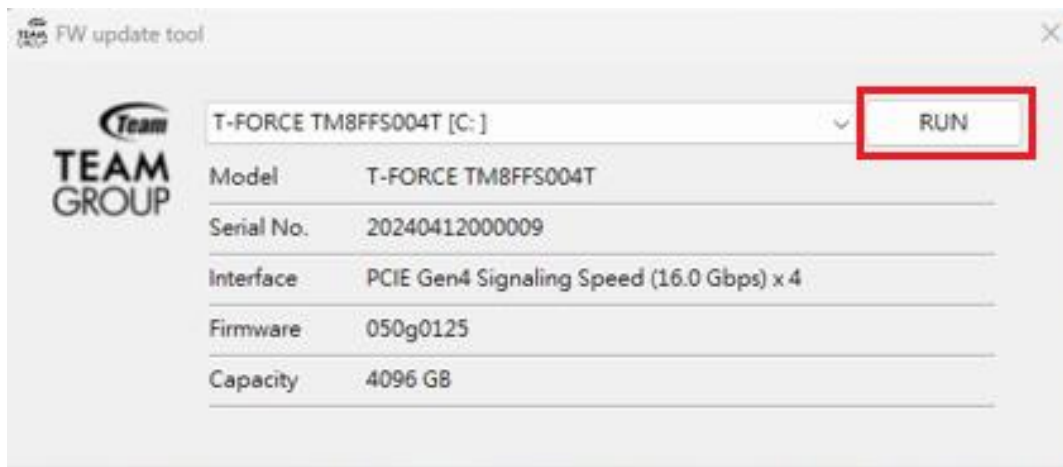 FW update tool
Team
TEAM
GROUP
T-FORCE TM8FFS004T [C: ]
RUN
Model T-FORCE TM8FFS004T
Serial No. 20240412000009
Interface PCIE Gen4 Signaling Speed (16.0 Gbps) x 4
Firmware 050g0125
Capacity 4096 GB